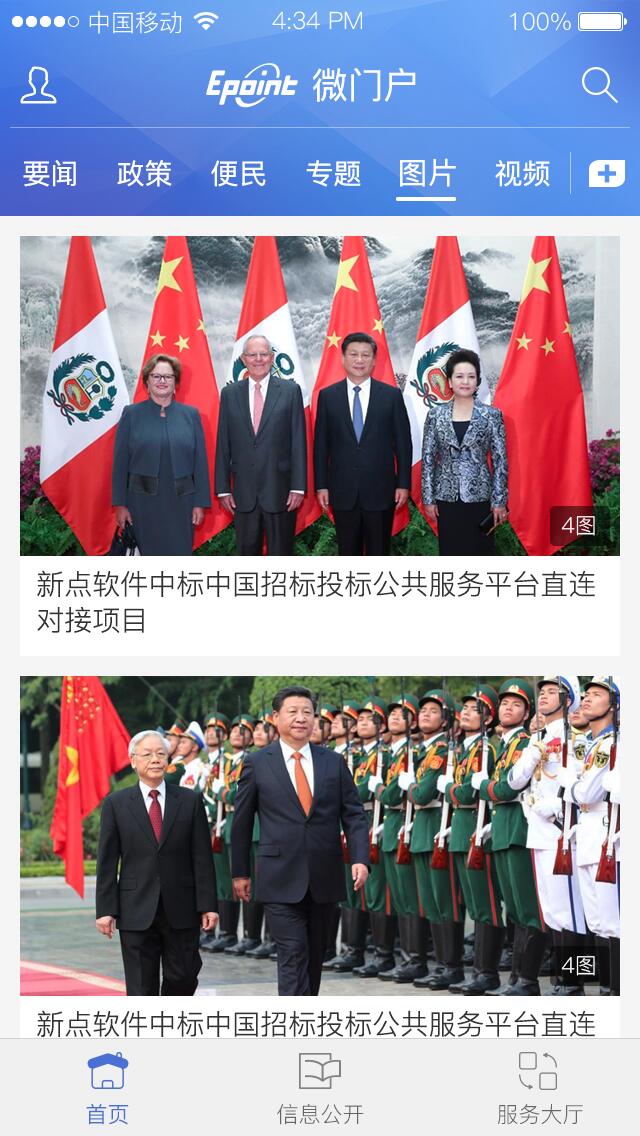 中国移动 4:34 PM 100%
Epoint 微门户
要闻 政策 便民 专题 图片 视频
4图
新点软件中标中国招标投标公共服务平台直连
对接项目
4图
新点软件中标中国招标投标公共服务平台直连
首页 信息公开 服务大厅